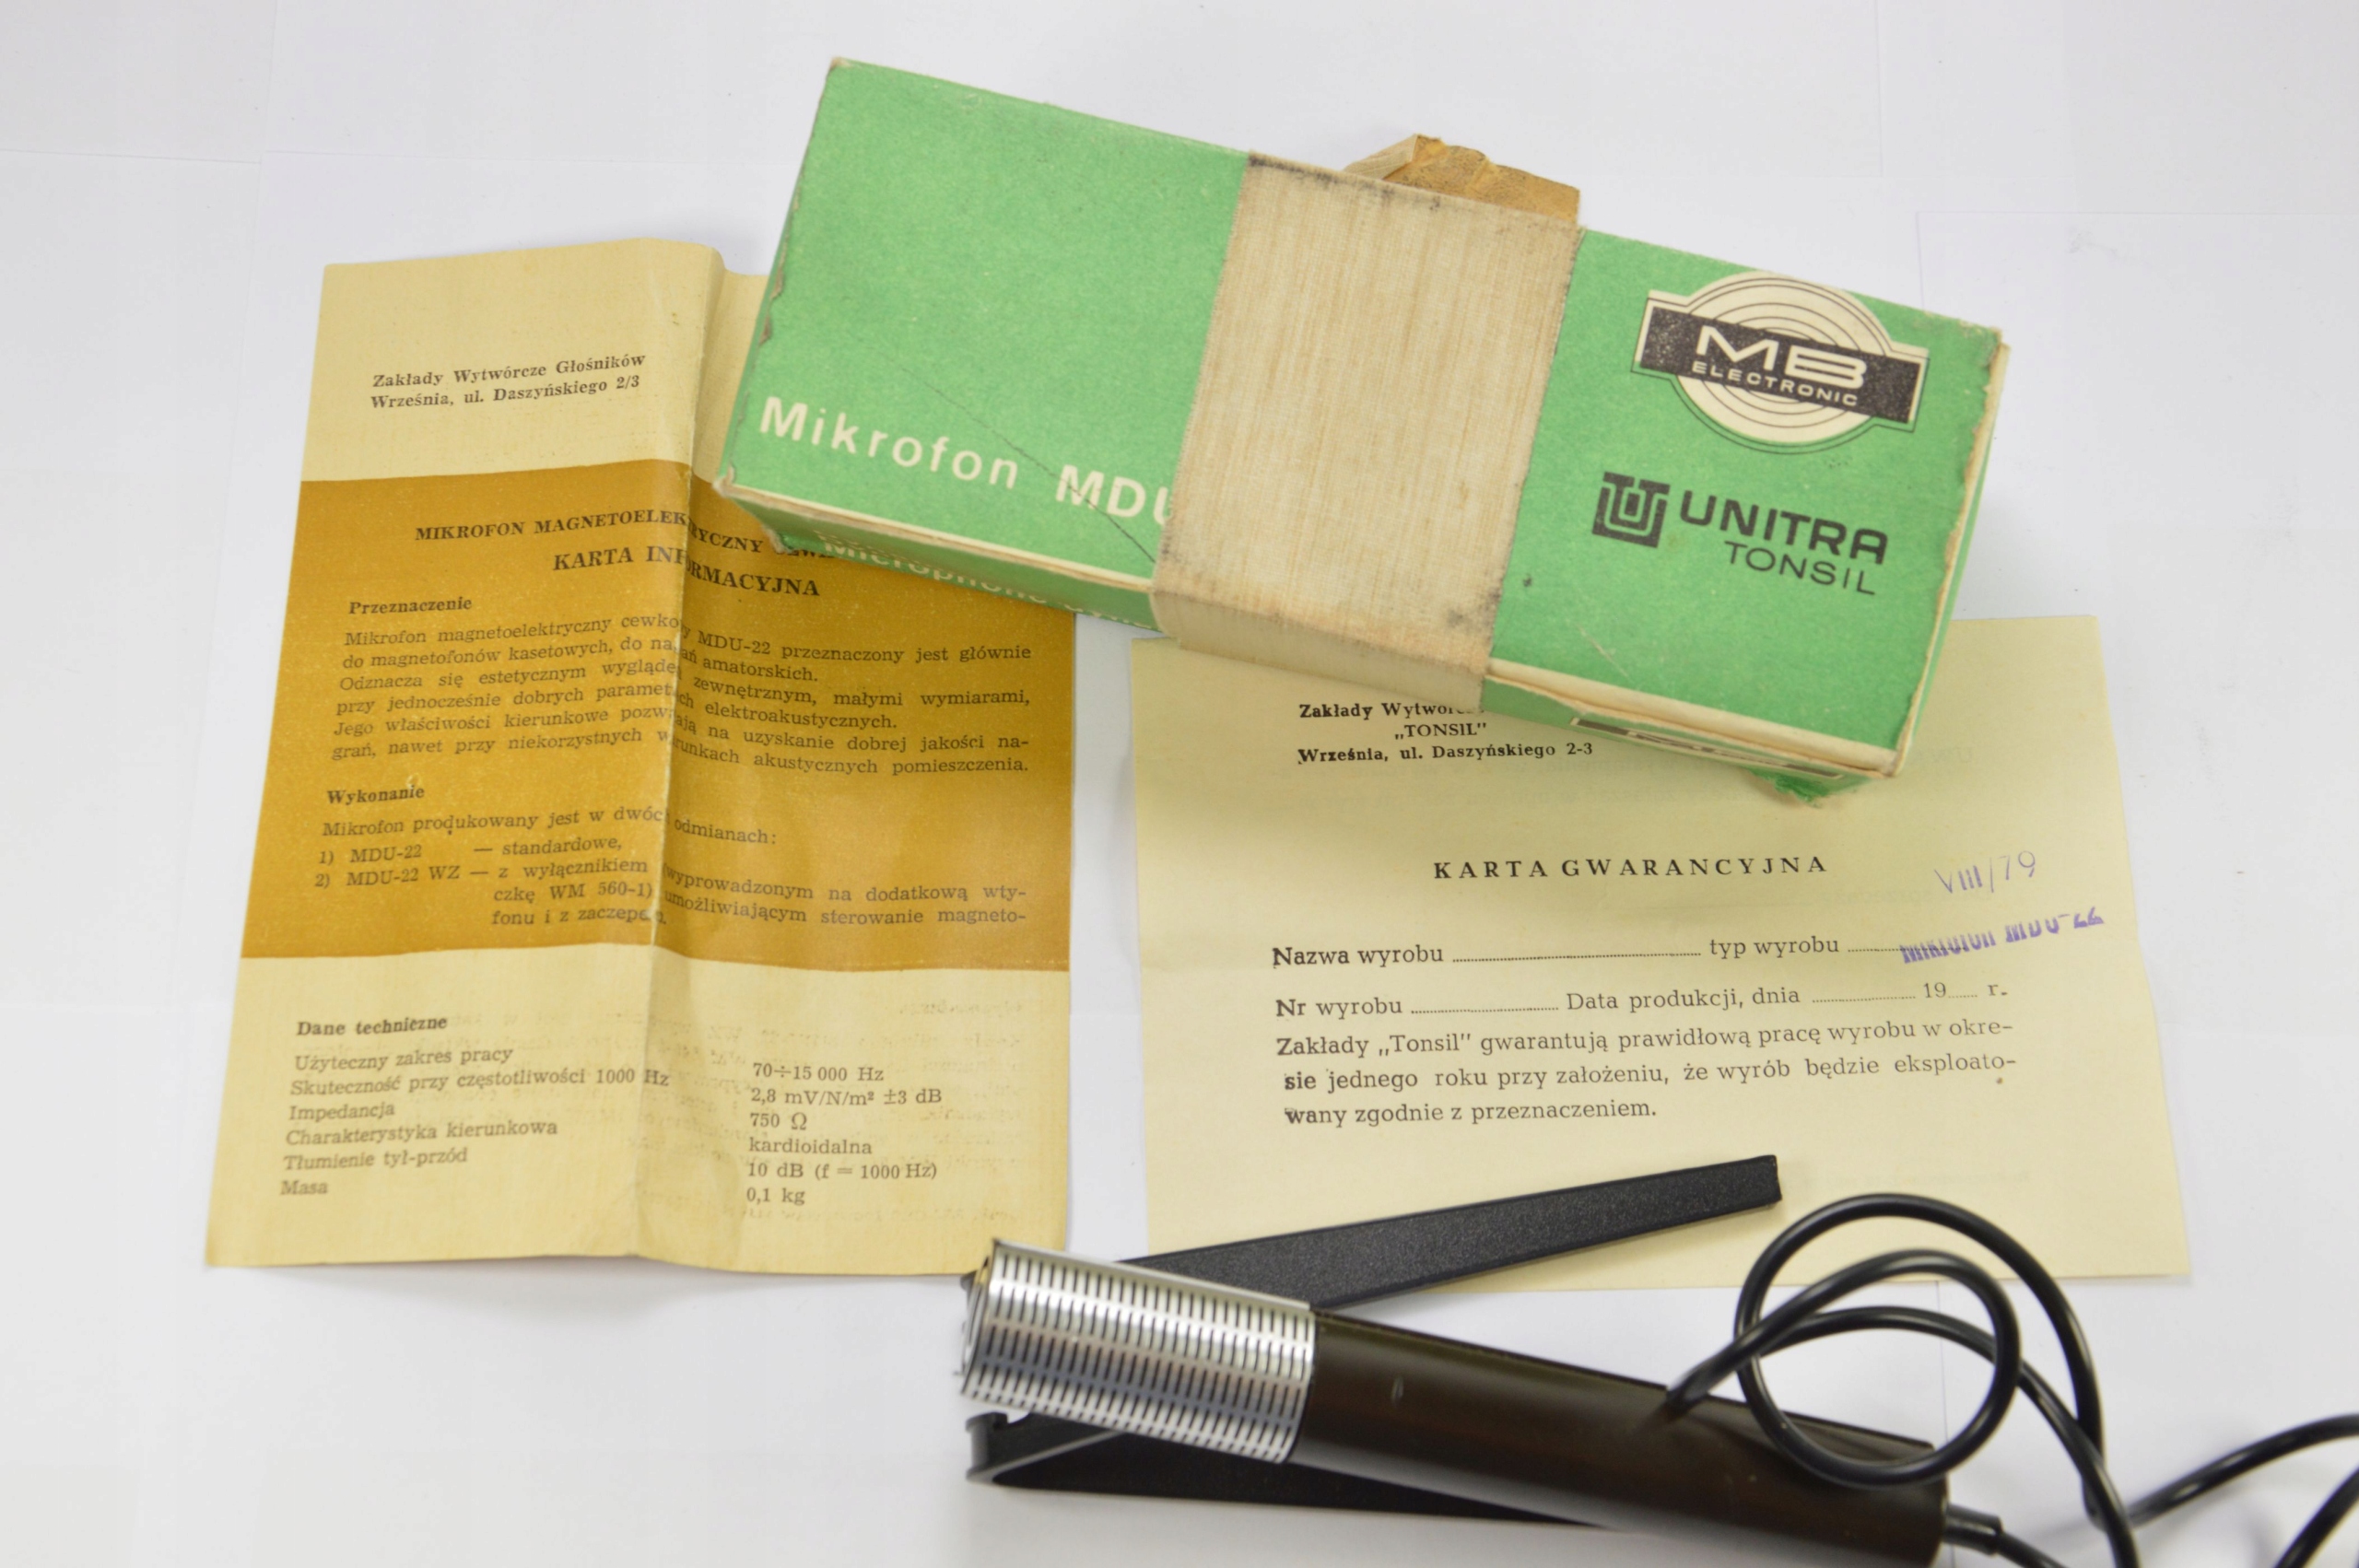 Zakłady Wytwórcze Głośników
Września, ul. Daszyńskiego 2/3
MIKROFON MAGNETOELEKTRYCZNY
KARTA INFORMACYJNA
Przeznaczenie
Mikrofon magnetoelektryczny cewkowy MDU-22 przeznaczony jest głównie
do magnetofonów kasetowych, do nagrań amatorskich.
Odznacza się estetycznym wyglądem zewnętrznym, małymi wymiarami,
przy jednocześnie dobrych parametrach elektroakustycznych.
Jego właściwości kierunkowe pozwalają na uzyskanie dobrej jakości na-
grań, nawet przy niekorzystnych warunkach akustycznych pomieszczenia.
Wykonanie
Mikrofon produkowany jest w dwóch odmianach:
1) MDU-22 — standardowe,
2) MDU-22 WZ — z wyłącznikiem (wyprowadzonym na dodatkową wty-
czkę WM 560-1) umożliwiającym sterowanie magneto-
fonu i z zaczepem.
Dane techniczne
Użyteczny zakres pracy 70÷15 000 Hz
Skuteczność przy częstotliwości 1000 Hz 2,8 mV/N/m² ±3 dB
Impedancja 750 Ω
Charakterystyka kierunkowa kardioidalna
Tłumienie tył-przód 10 dB (f = 1000 Hz)
Masa 0,1 kg
Mikrofon MDU
Microphone
MB
ELECTRONIC
UNITRA
TONSIL
Zakłady
„TONSIL"
Września, ul. Daszyńskiego 2-3
KARTA GWARANCYJNA
VIII/79
Mikrofon MDU-22
Nazwa wyrobu typ wyrobu
Nr wyrobu Data produkcji, dnia 19 r.
Zakłady „Tonsil" gwarantują prawidłową pracę wyrobu w okre-
sie jednego roku przy założeniu, że wyrób będzie eksploato-
wany zgodnie z przeznaczeniem.